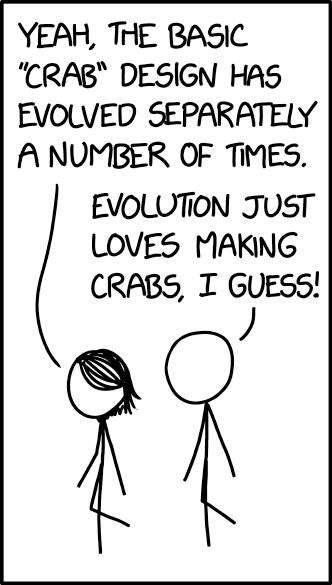 YEAH, THE BASIC
"CRAB" DESIGN HAS
EVOLVED SEPARATELY
A NUMBER OF TIMES.
EVOLUTION JUST
LOVES MAKING
CRABS, I GUESS!